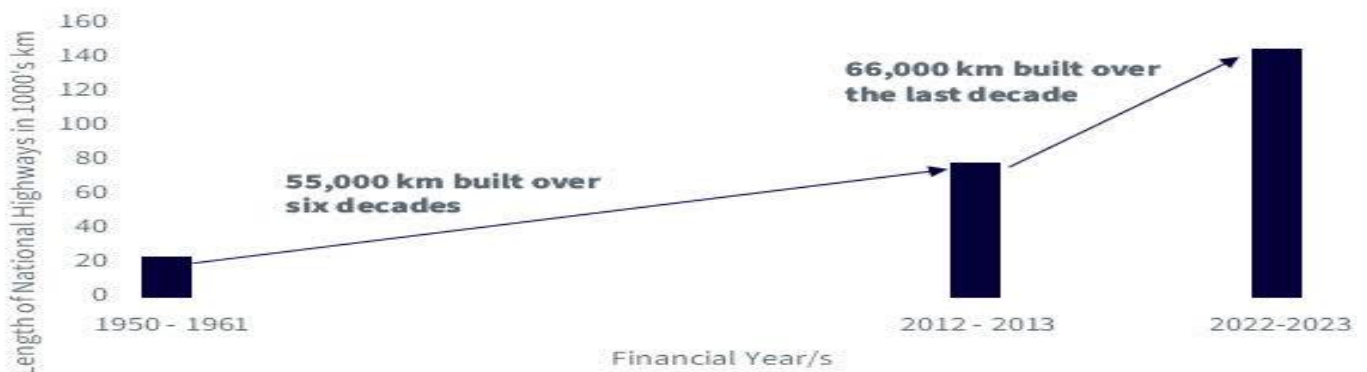 Length of National Highways in 1000's km
160
140
120
100
80
60
40
20
0
66,000 km built over
the last decade
55,000 km built over
six decades
1950 - 1961
2012 - 2013
2022-2023
Financial Year/s